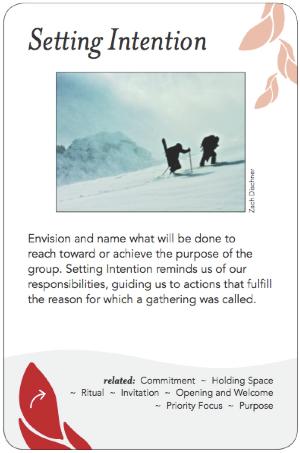 Setting Intention
Zach Dischner
Envision and name what will be done to
reach toward or achieve the purpose of the
group. Setting Intention reminds us of our
responsibilities, guiding us to actions that fulfill
the reason for which a gathering was called.
related: Commitment ~ Holding Space
~ Ritual ~ Invitation ~ Opening and Welcome
~ Priority Focus ~ Purpose